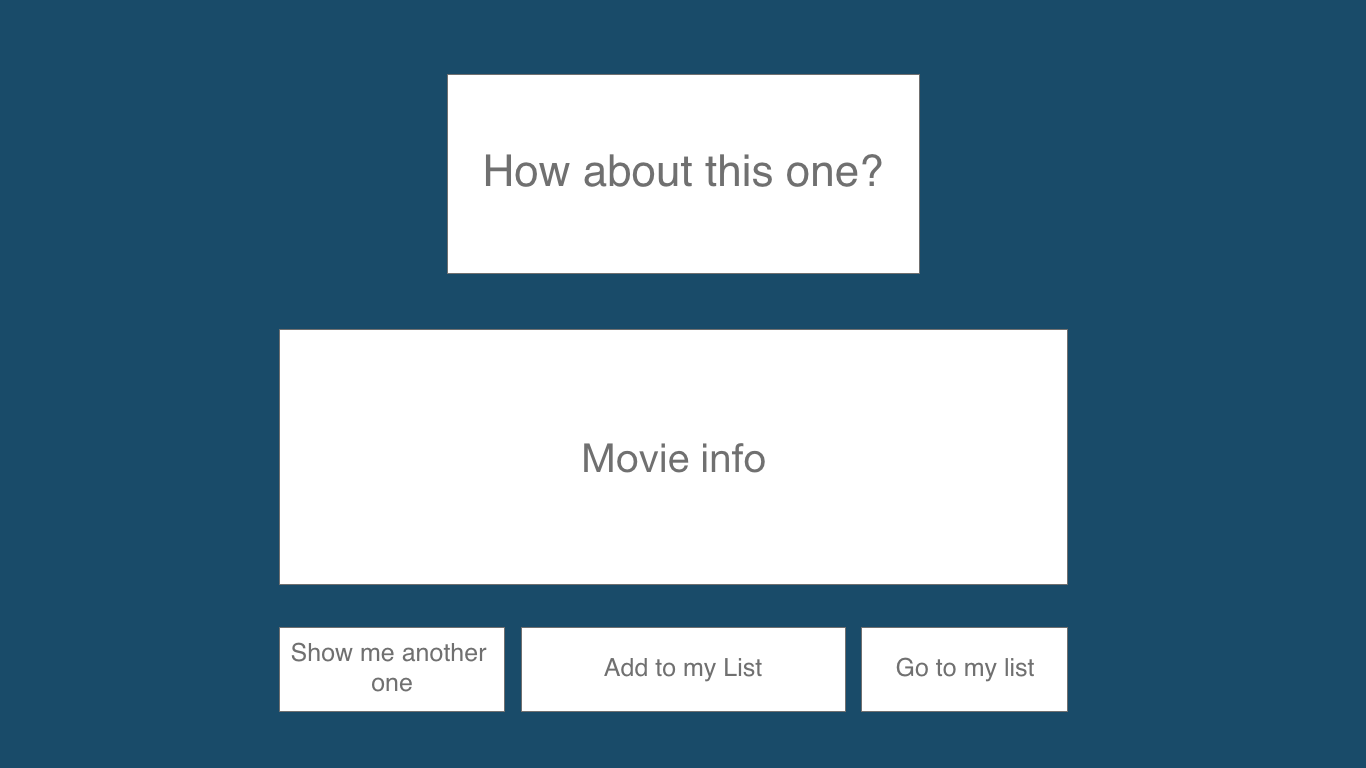 How about this one?
Movie info
Show me another
one
Add to my List
Go to my list